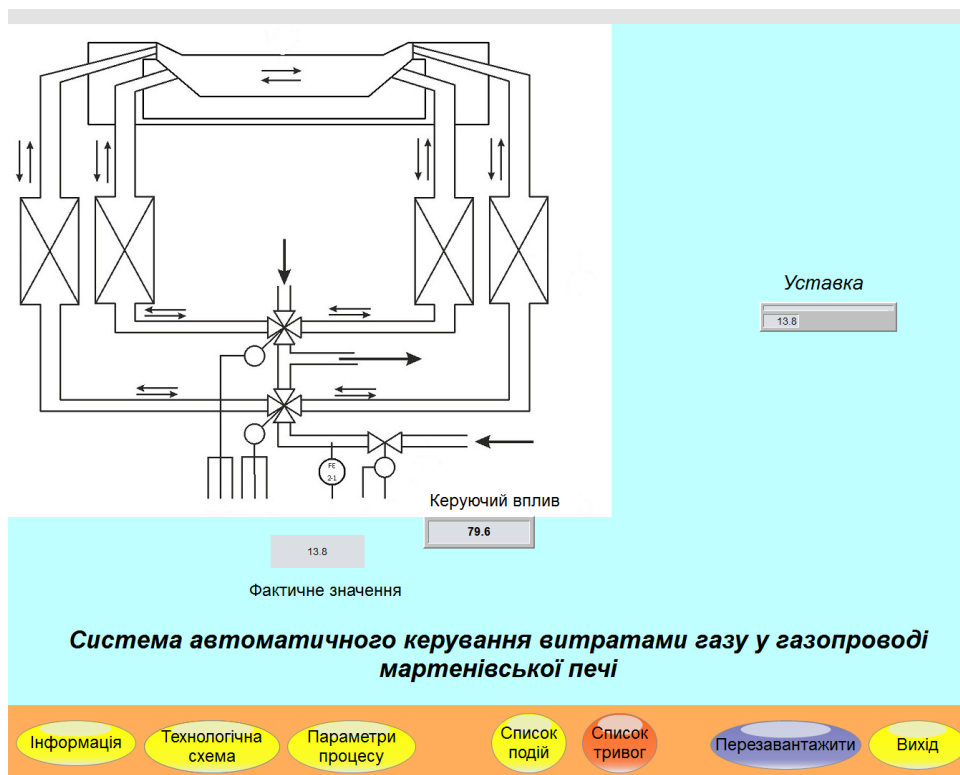 Уставка
13.8
FE
2-1
Керуючий вплив
79.6
13.8
Фактичне значення
Система автоматичного керування витратами газу у газопроводі
мартенівської печі
Інформація
Технологічна
схема
Параметри
процесу
Список
подій
Список
тривог
Перезавантажити
Вихід